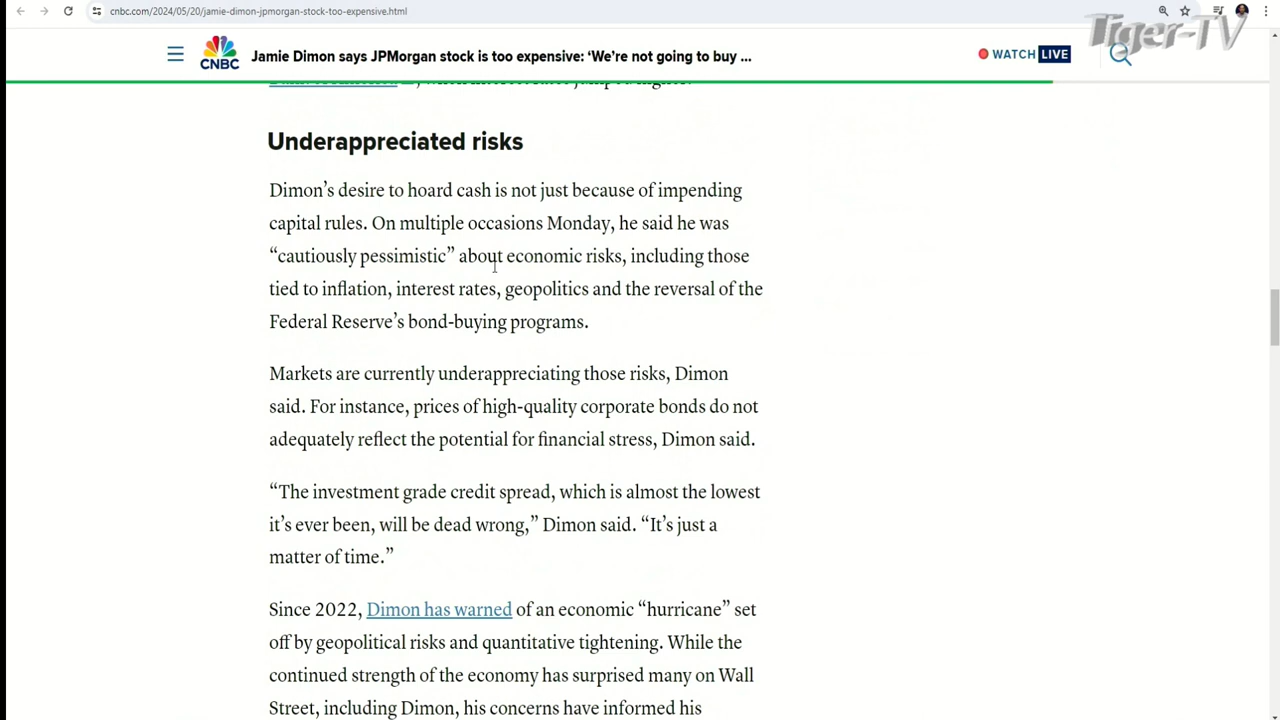 cnbc.com/2024/05/20/jamie-dimon-jpmorgan-stock-too-expensive.html
Tiger-TV
CNBC
Jamie Dimon says JPMorgan stock is too expensive: ‘We’re not going to buy ...
WATCH LIVE
Underappreciated risks
Dimon’s desire to hoard cash is not just because of impending
capital rules. On multiple occasions Monday, he said he was
“cautiously pessimistic” about economic risks, including those
tied to inflation, interest rates, geopolitics and the reversal of the
Federal Reserve’s bond-buying programs.
Markets are currently underappreciating those risks, Dimon
said. For instance, prices of high-quality corporate bonds do not
adequately reflect the potential for financial stress, Dimon said.
“The investment grade credit spread, which is almost the lowest
it’s ever been, will be dead wrong,” Dimon said. “It’s just a
matter of time.”
Since 2022, Dimon has warned of an economic “hurricane” set
off by geopolitical risks and quantitative tightening. While the
continued strength of the economy has surprised many on Wall
Street, including Dimon, his concerns have informed his